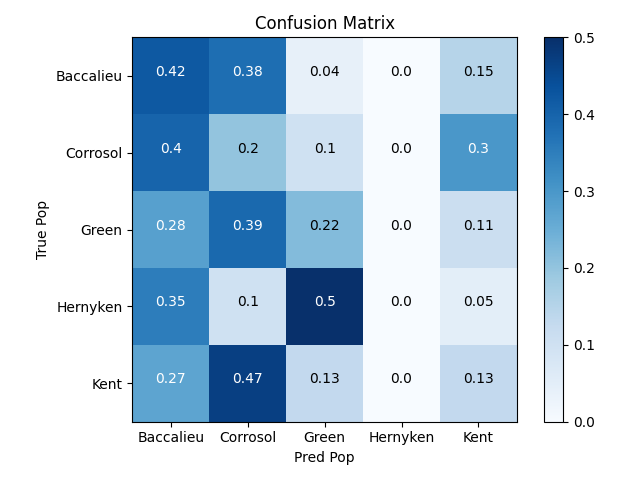 Confusion Matrix
Baccalieu 0.42 0.38 0.04 0.0 0.15
Corrosol 0.4 0.2 0.1 0.0 0.3
Green 0.28 0.39 0.22 0.0 0.11
Hernyken 0.35 0.1 0.5 0.0 0.05
Kent 0.27 0.47 0.13 0.0 0.13
Baccalieu Corrosol Green Hernyken Kent
Pred Pop
True Pop
0.5
0.4
0.3
0.2
0.1
0.0